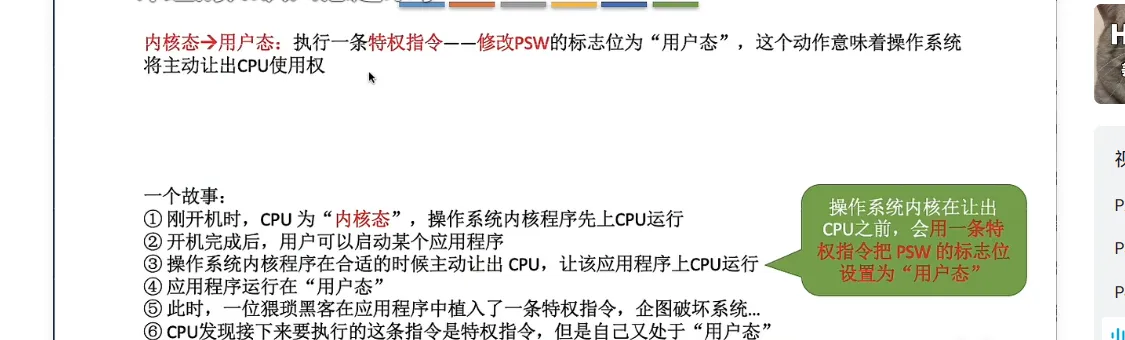 内核态→用户态：执行一条特权指令——修改PSW的标志位为“用户态”，这个动作意味着操作系统
将主动让出CPU使用权
一个故事：
① 刚开机时，CPU 为“内核态”，操作系统内核程序先上CPU运行
② 开机完成后，用户可以启动某个应用程序
③ 操作系统内核程序在合适的时候主动让出 CPU，让该应用程序上CPU运行
④ 应用程序运行在“用户态”
⑤ 此时，一位猥琐黑客在应用程序中植入了一条特权指令，企图破坏系统...
⑥ CPU发现接下来要执行的这条指令是特权指令，但是自己又处于“用户态”
操作系统内核在让出
CPU之前，会用一条特
权指令把 PSW 的标志位
设置为“用户态”
H
P
P
P